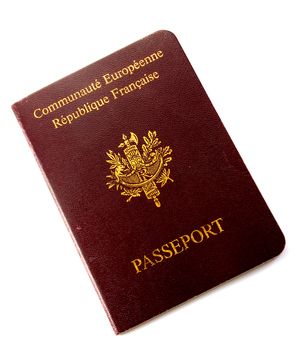 Communauté Européenne
République Française
PASSEPORT